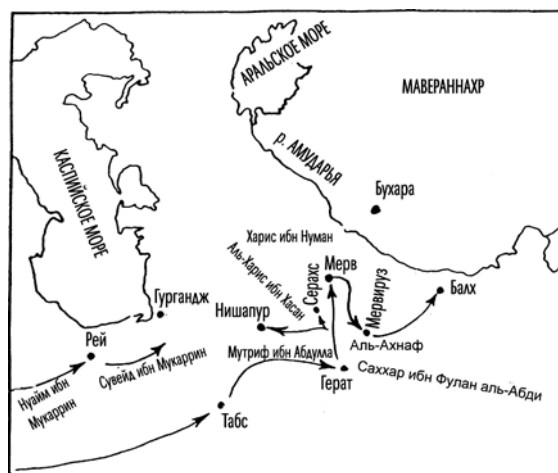 АРАЛЬСКОЕ МОРЕ
МАВЕРАННАХР
КАСПИЙСКОЕ МОРЕ
р. АМУДАРЬЯ
Бухара
Харис ибн Нуман
Аль-Харис ибн Хасан
Серахс
Мерв
Мервируз
Балх
Гургандж
Нишапур
Рей
Аль-Ахнаф
Мутриф ибн Абдулла
Нуайм ибн
Мукаррин
Сувейд ибн Мукаррин
Герат
Саххар ибн Фулан аль-Абди
Табс